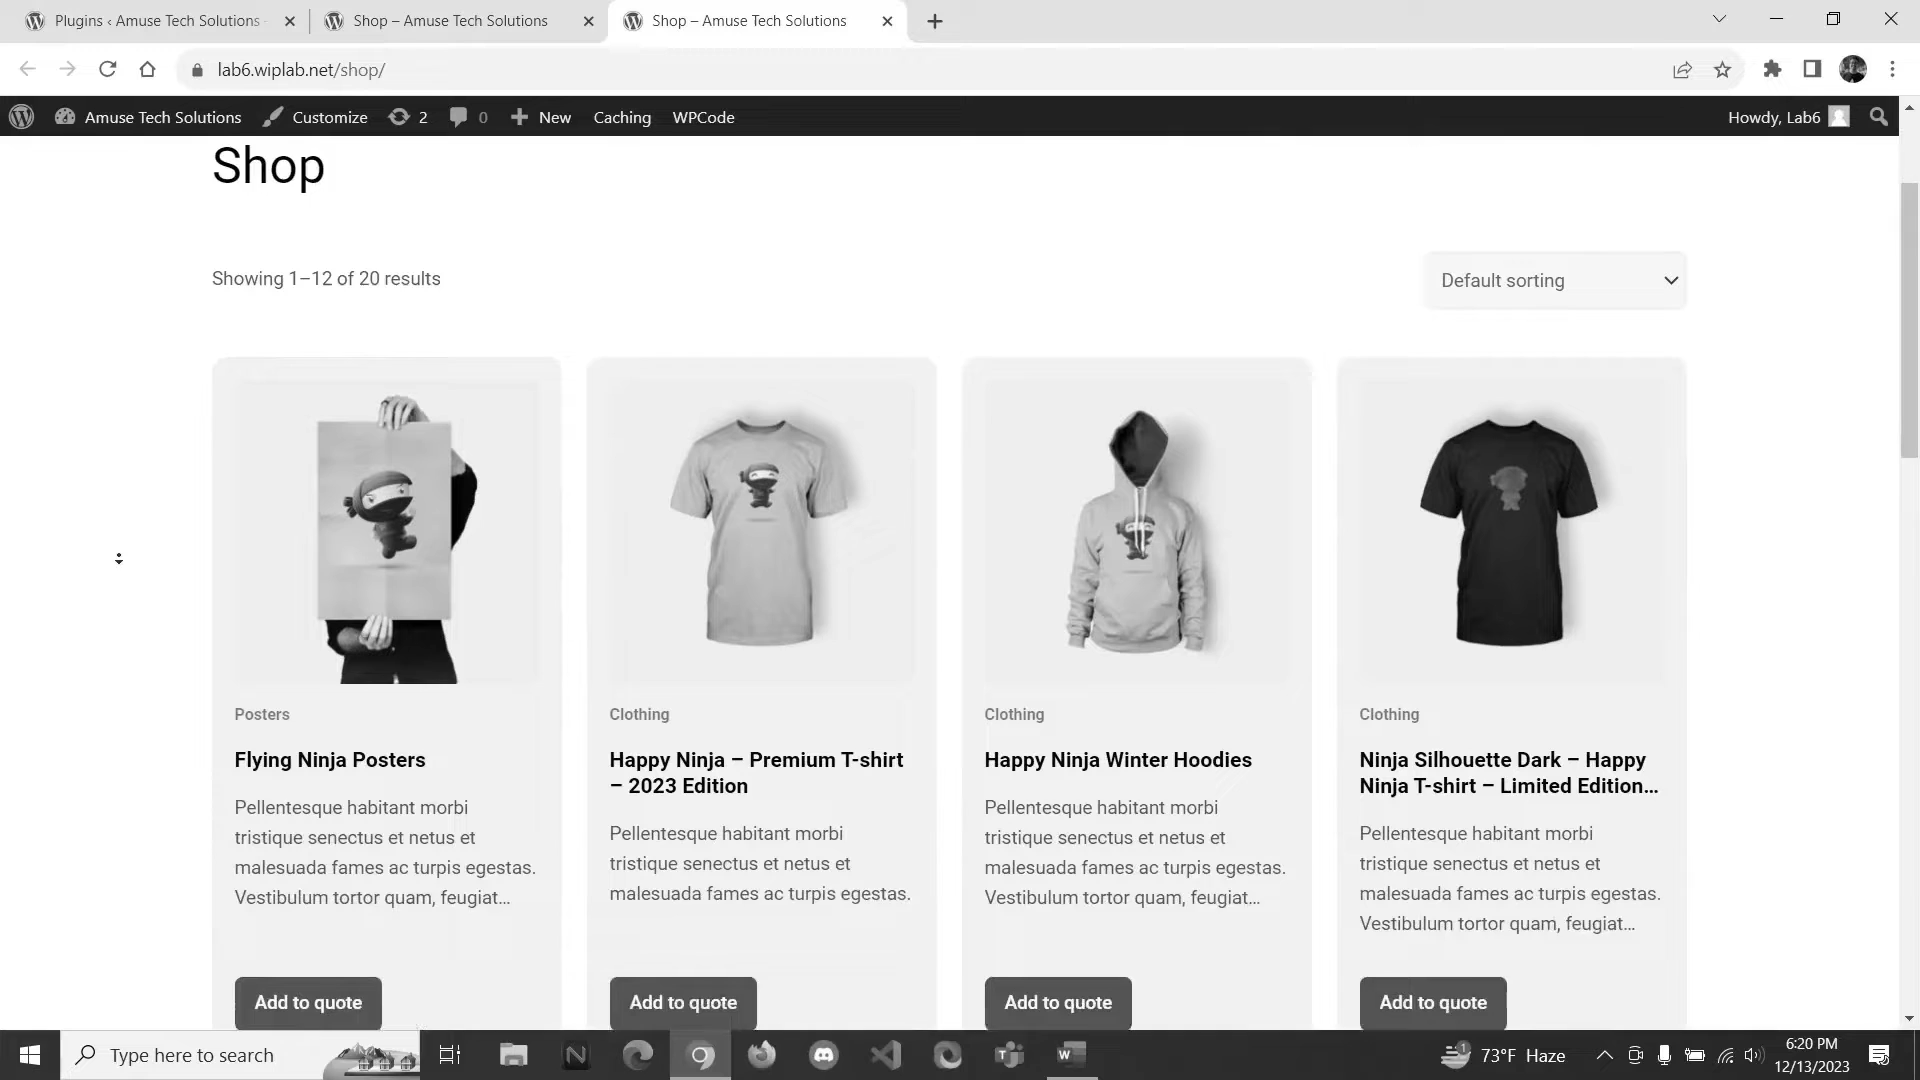 Plugins ‹ Amuse Tech Solutions
Shop – Amuse Tech Solutions
Shop – Amuse Tech Solutions
lab6.wiplab.net/shop/
Amuse Tech Solutions
Customize
2
0
New
Caching
WPCode
Howdy, Lab6
Shop
Showing 1–12 of 20 results
Default sorting
Posters
Flying Ninja Posters
Pellentesque habitant morbi
tristique senectus et netus et
malesuada fames ac turpis egestas.
Vestibulum tortor quam, feugiat…
Add to quote
Clothing
Happy Ninja – Premium T-shirt
– 2023 Edition
Pellentesque habitant morbi
tristique senectus et netus et
malesuada fames ac turpis egestas.
Add to quote
Clothing
Happy Ninja Winter Hoodies
Pellentesque habitant morbi
tristique senectus et netus et
malesuada fames ac turpis egestas.
Vestibulum tortor quam, feugiat…
Add to quote
Clothing
Ninja Silhouette Dark – Happy
Ninja T-shirt – Limited Edition…
Pellentesque habitant morbi
tristique senectus et netus et
malesuada fames ac turpis egestas.
Vestibulum tortor quam, feugiat…
Add to quote
Type here to search
73°F Haze
6:20 PM
12/13/2023